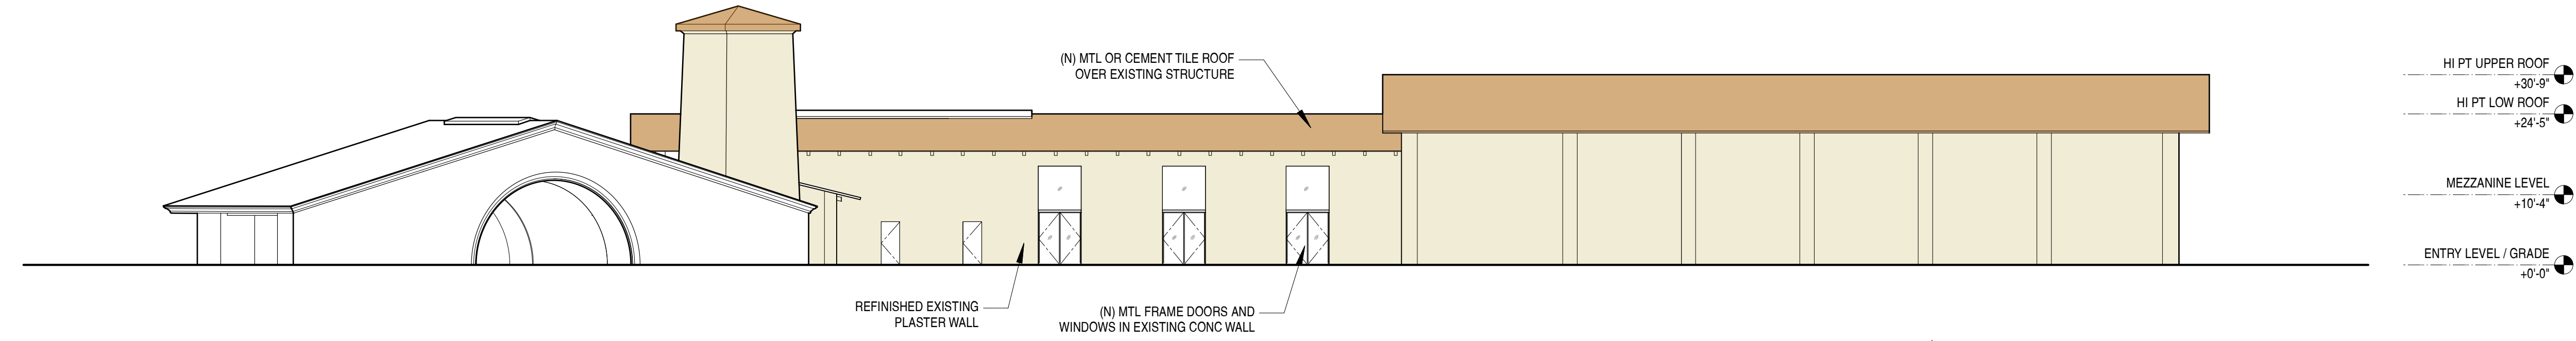 (N) MTL OR CEMENT TILE ROOF
OVER EXISTING STRUCTURE
REFINISHED EXISTING
PLASTER WALL
(N) MTL FRAME DOORS AND
WINDOWS IN EXISTING CONC WALL
HI PT UPPER ROOF
+30'-9"
HI PT LOW ROOF
+24'-5"
MEZZANINE LEVEL
+10'-4"
ENTRY LEVEL / GRADE
+0'-0"